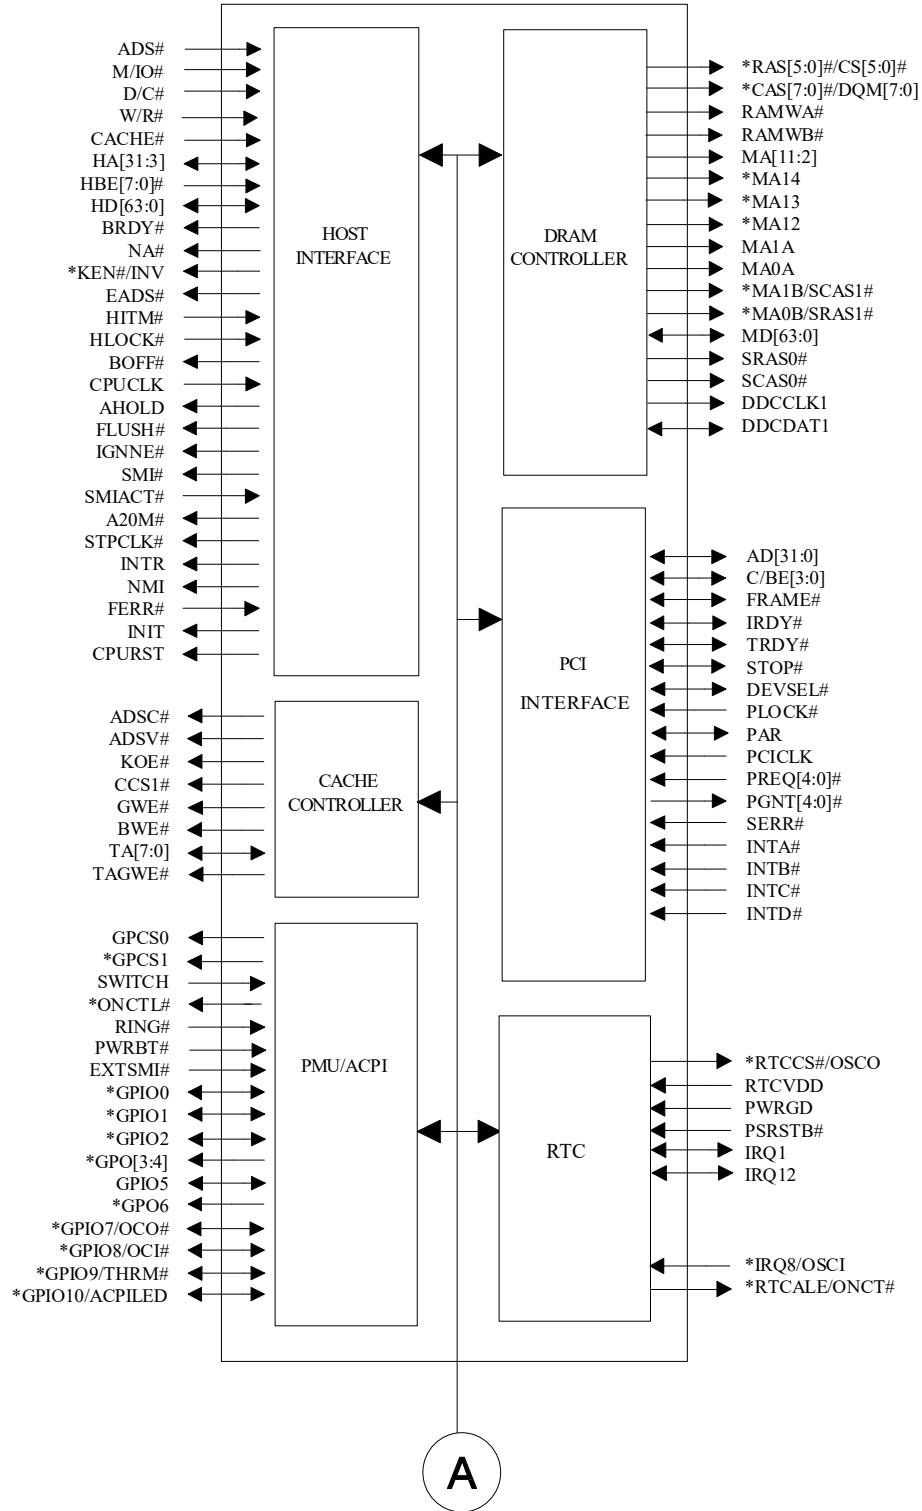 ADS#
M/IO#
D/C#
W/R#
CACHE#
HA[31:3]
HBE[7:0]#
HD[63:0]
BRDY#
NA#
*KEN#/INV
EADS#
HITM#
HLOCK#
BOFF#
CPUCLK
AHOLD
FLUSH#
IGNNE#
SMI#
SMIACT#
A20M#
STPCLK#
INTR
NMI
FERR#
INIT
CPURST
HOST
INTERFACE
DRAM
CONTROLLER
*RAS[5:0]#/CS[5:0]#
*CAS[7:0]#/DQM[7:0]
RAMWA#
RAMWB#
MA[11:2]
*MA14
*MA13
*MA12
MA1A
MA0A
*MA1B/SCAS1#
*MA0B/SRAS1#
MD[63:0]
SRAS0#
SCAS0#
DDCCLK1
DDCDAT1
PCI
INTERFACE
AD[31:0]
C/BE[3:0]
FRAME#
IRDY#
TRDY#
STOP#
DEVSEL#
PLOCK#
PAR
PCICLK
PREQ[4:0]#
PGNT[4:0]#
SERR#
INTA#
INTB#
INTC#
INTD#
ADSC#
ADSV#
KOE#
CCS1#
GWE#
BWE#
TA[7:0]
TAGWE#
CACHE
CONTROLLER
GPCS0
*GPCS1
SWITCH
*ONCTL#
RING#
PWRBT#
EXTSMI#
*GPIO0
*GPIO1
*GPIO2
*GPO[3:4]
GPIO5
*GPO6
*GPIO7/OCO#
*GPIO8/OCI#
*GPIO9/THRM#
*GPIO10/ACPILED
PMU/ACPI
RTC
*RTCCS#/OSCO
RTCVDD
PWRGD
PSRSTB#
IRQ1
IRQ12
*IRQ8/OSCI
*RTCALE/ONCT#
A